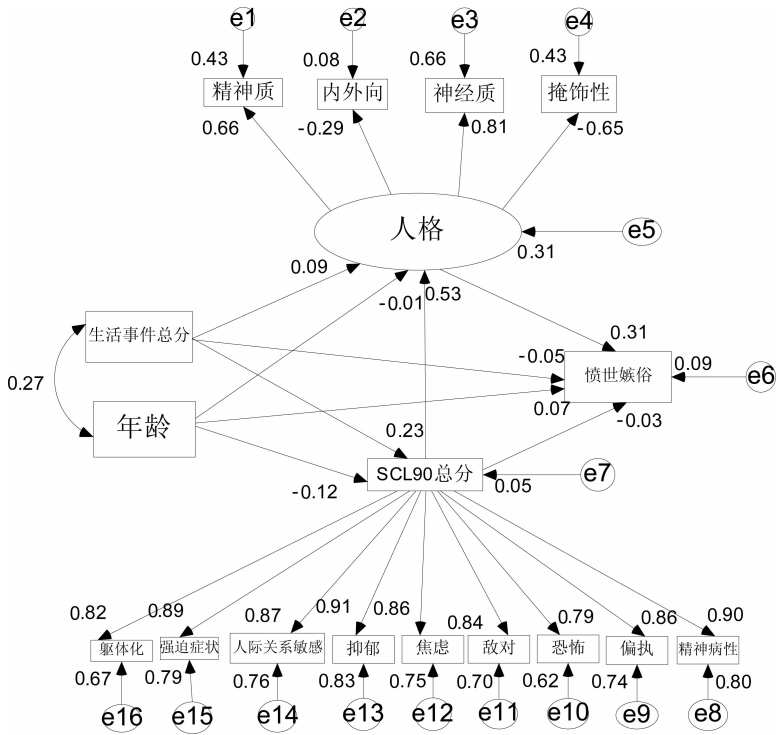 e1
e2
e3
e4
0.43
0.08
0.66
0.43
精神质
内外向
神经质
掩饰性
0.66
-0.29
0.81
-0.65
人格
e5
0.31
0.09
-0.01
0.53
生活事件总分
0.31
-0.05
0.09
愤世嫉俗
e6
0.27
年龄
0.07
-0.03
0.23
SCL90总分
e7
-0.12
0.05
0.82
0.89
0.87
0.91
0.86
0.84
0.79
0.86
0.90
躯体化
强迫症状
人际关系敏感
抑郁
焦虑
敌对
恐怖
偏执
精神病性
0.67
0.79
0.76
0.83
0.75
0.70
0.62
0.74
0.80
e16
e15
e14
e13
e12
e11
e10
e9
e8